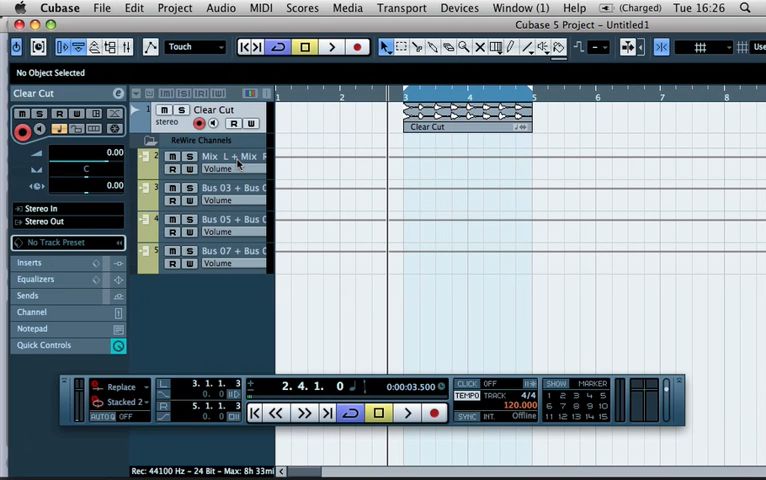 Cubase File Edit Project Audio MIDI Scores Media Transport Devices Window (1) Help (Charged) Tue 16:26
Cubase 5 Project - Untitled1
Touch
Use
No Object Selected
Clear Cut
1 2 3 4 5 6 7 8
1 M S Clear Cut
stereo R W
M S R W
0.00
C
0.00
Clear Cut
ReWire Channels
2 M S Mix L + Mix R
R W Volume
3 M S Bus 03 + Bus 0
R W Volume
4 M S Bus 05 + Bus 0
R W Volume
5 M S Bus 07 + Bus 0
R W Volume
Stereo In
Stereo Out
No Track Preset
Inserts
Equalizers
Sends
Channel
Notepad
Quick Controls
Replace
Stacked 2
AUTO Q OFF
L 3. 1. 1. 3
0. 0
R 5. 1. 1. 3
0. 0
2. 4. 1. 0 0:00:03.500
CLICK OFF
TEMPO 4/4
120.000
SYNC INT. Offline
SHOW MARKER
1 2 3 4 5
6 7 8 9 10
11 12 13 14 15
Rec: 44100 Hz - 24 Bit - Max: 8h 33mi